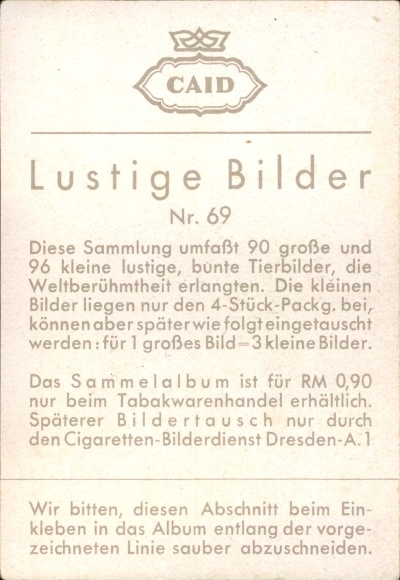 CAID
Lustige Bilder
Nr. 69
Diese Sammlung umfaßt 90 große und
96 kleine lustige, bunte Tierbilder, die
Weltberühmtheit erlangten. Die kleinen
Bilder liegen nur den 4-Stück-Packg. bei,
können aber später wie folgt eingetauscht
werden: für 1 großes Bild = 3 kleine Bilder.
Das Sammelalbum ist für RM 0,90
nur beim Tabakwarenhandel erhältlich.
Späterer Bildertausch nur durch
den Cigaretten-Bilderdienst Dresden-A. 1
Wir bitten, diesen Abschnitt beim Ein-
kleben in das Album entlang der vorge-
zeichneten Linie sauber abzuschneiden.